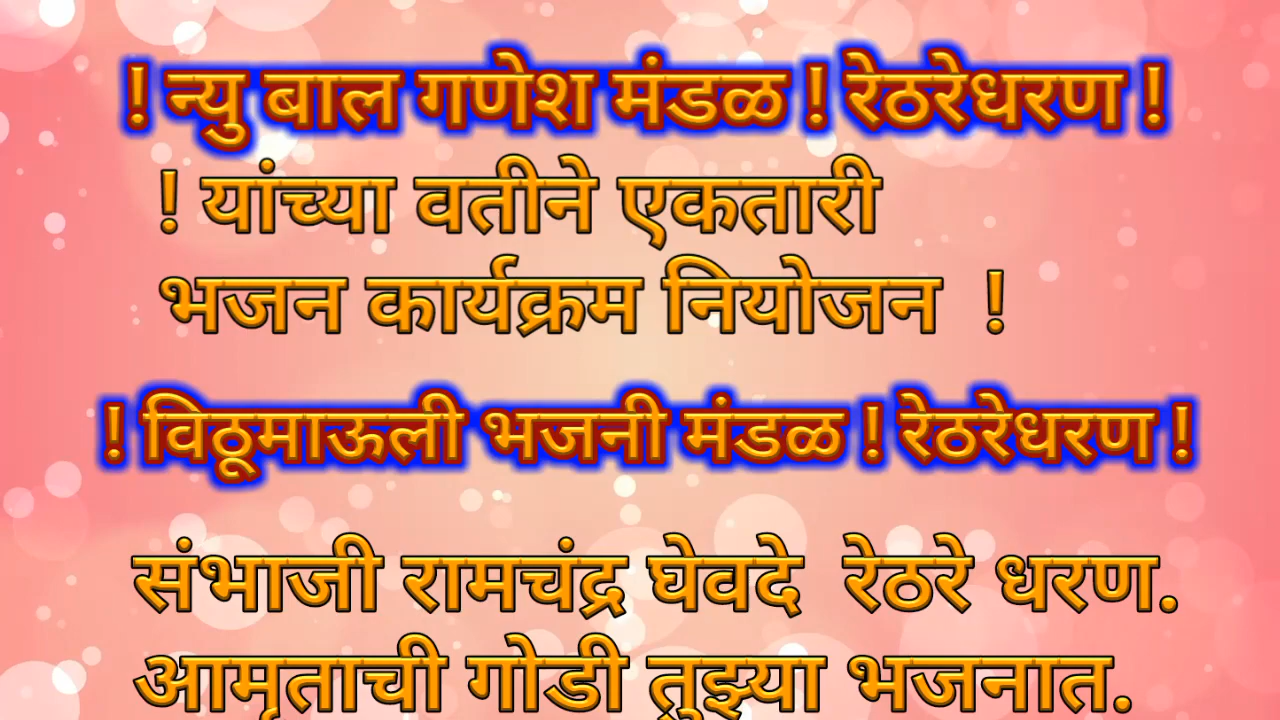 ! न्यु बाल गणेश मंडळ ! रेठरेधरण !
! यांच्या वतीने एकतारी
भजन कार्यक्रम नियोजन !
! विठूमाऊली भजनी मंडळ ! रेठरेधरण !
संभाजी रामचंद्र घेवदे रेठरे धरण.
आमृताची गोडी तुझ्या भजनात.